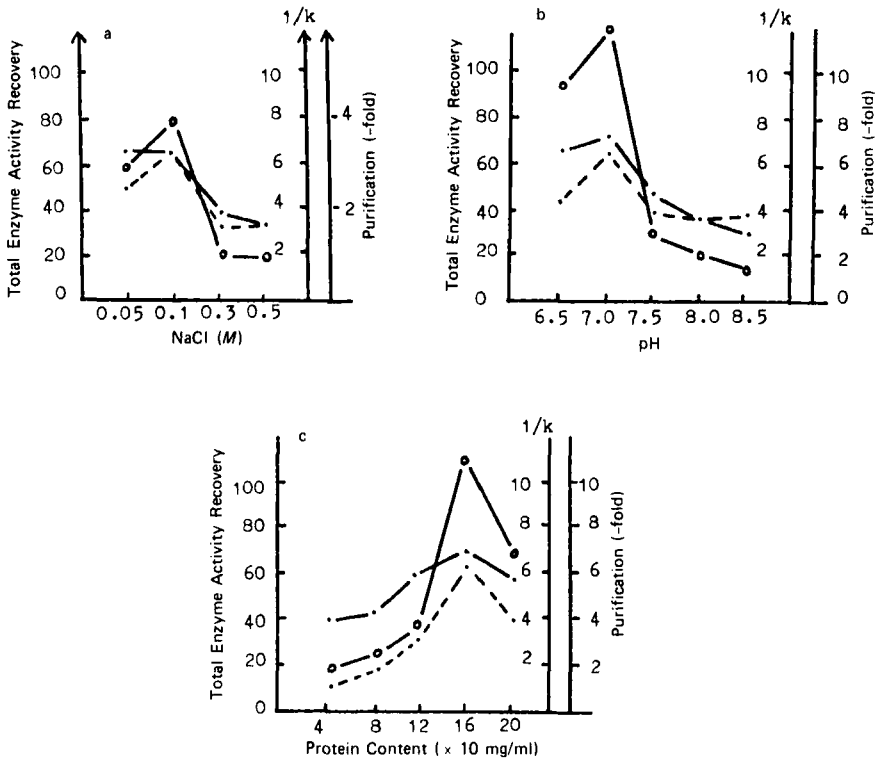 a
1/k
Total Enzyme Activity Recovery
100
80
60
40
20
0
10
8
6
4
2
4
2
Purification (-fold)
0.05 0.1 0.3 0.5
NaCl (M)
b
1/k
Total Enzyme Activity Recovery
100
80
60
40
20
0
10
8
6
4
2
10
8
6
4
2
0
Purification (-fold)
6.5 7.0 7.5 8.0 8.5
pH
c
1/k
Total Enzyme Activity Recovery
100
80
60
40
20
0
10
8
6
4
2
10
8
6
4
2
Purification (-fold)
4 8 12 16 20
Protein Content (× 10 mg/ml)